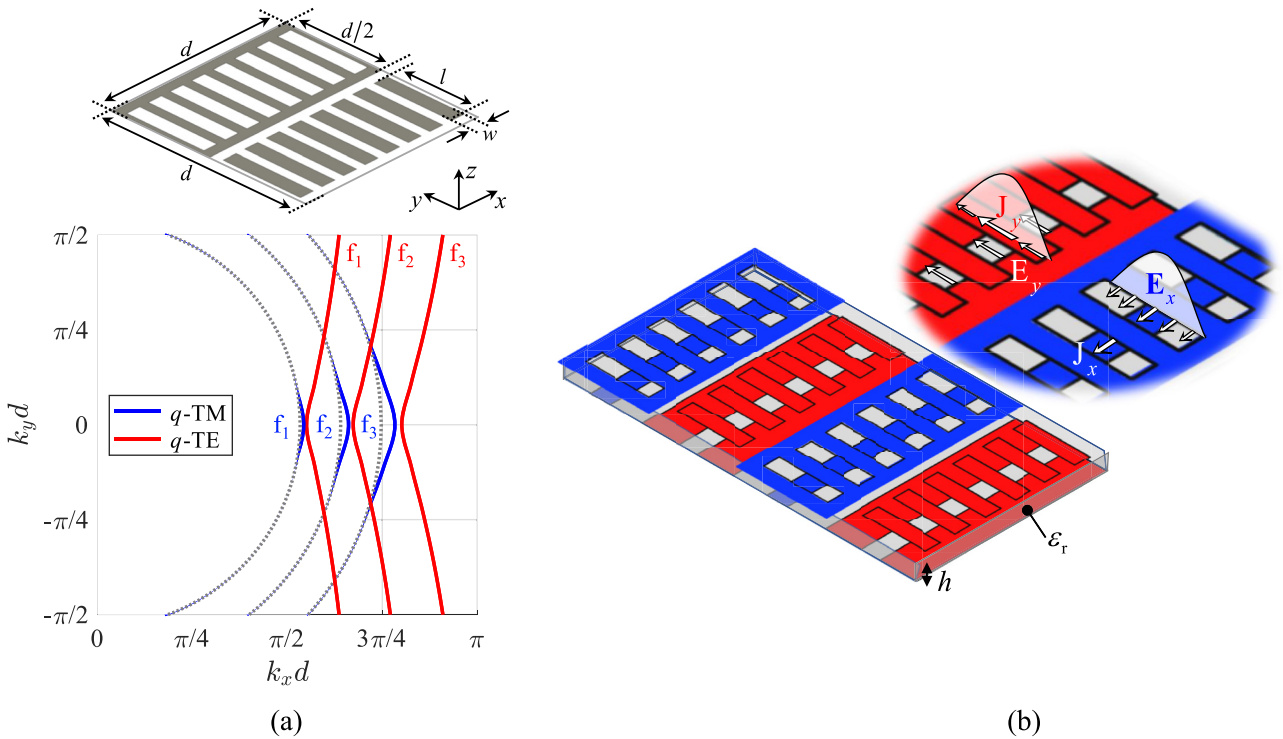 d
d/2
l
w
d
z
y
x
π/2
π/4
0
-π/4
-π/2
k_y d
f₁
f₂
f₃
q-TM
q-TE
f₁
f₂
f₃
0
π/4
π/2
3π/4
π
k_x d
(a)
J_y
E_y
E_x
J_x
ε_r
h
(b)